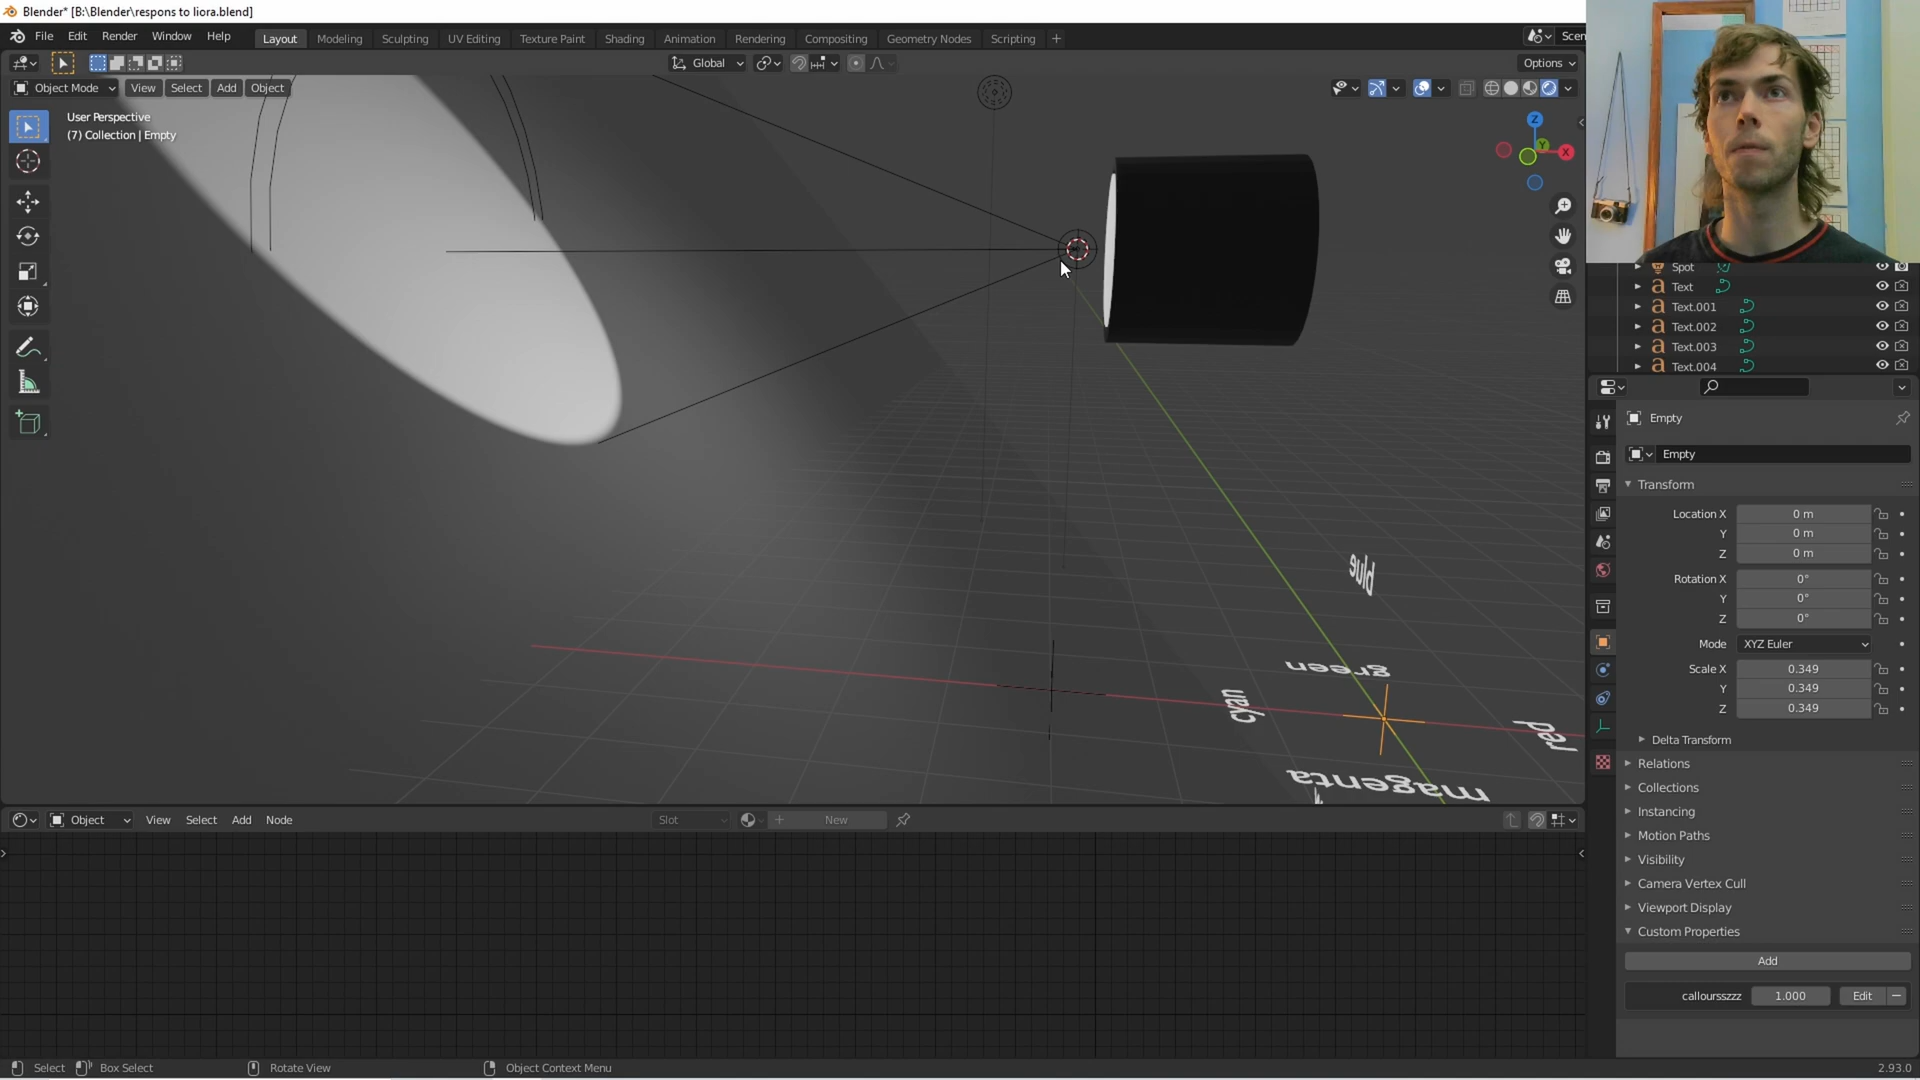 Blender* [B:\Blender\respons to liora.blend]
File Edit Render Window Help
Layout Modeling Sculpting UV Editing Texture Paint Shading Animation Rendering Compositing Geometry Nodes Scripting +
Scen
Global
Options
Object Mode View Select Add Object
User Perspective
(7) Collection | Empty
Z
Y
X
Spot
Text
Text.001
Text.002
Text.003
Text.004
Empty
Empty
Transform
Location X 0 m
Y 0 m
Z 0 m
Rotation X 0°
Y 0°
Z 0°
Mode XYZ Euler
Scale X 0.349
Y 0.349
Z 0.349
Delta Transform
Relations
Collections
Instancing
Motion Paths
Visibility
Camera Vertex Cull
Viewport Display
Custom Properties
Add
calloursszzz 1.000 Edit
blue
green
cyan
red
magenta
Object View Select Add Node
Slot
New
Select Box Select Rotate View Object Context Menu
2.93.0